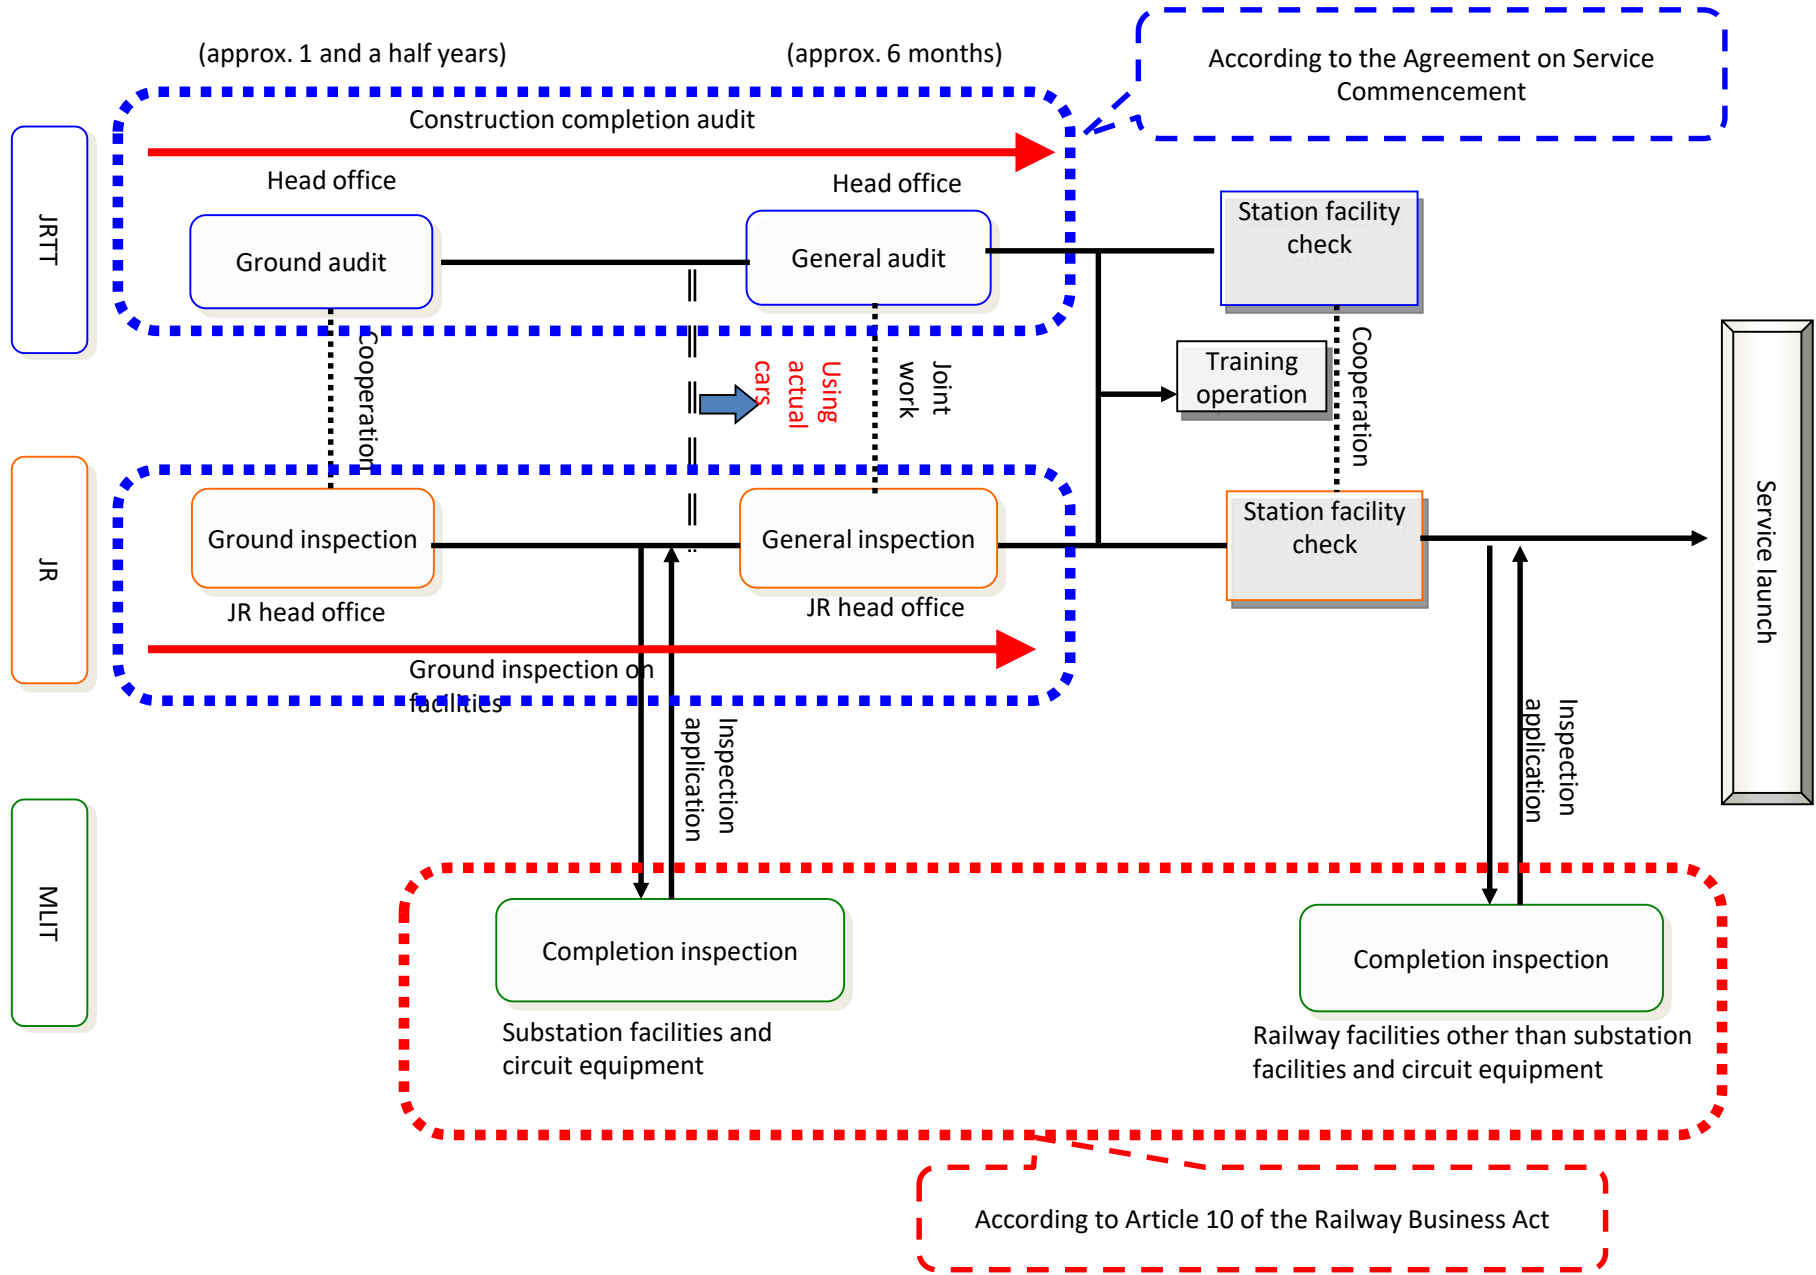 (approx. 1 and a half years)
(approx. 6 months)
According to the Agreement on Service
Commencement
Construction completion audit
Head office
Head office
JRTT
Ground audit
General audit
Station facility
check
Cooperation
Using
actual
cars
Joint
work
Training
operation
Cooperation
JR
Ground inspection
General inspection
Station facility
check
JR head office
JR head office
Ground inspection on
facilities
Service launch
Inspection
application
Inspection
application
MLIT
Completion inspection
Completion inspection
Substation facilities and
circuit equipment
Railway facilities other than substation
facilities and circuit equipment
According to Article 10 of the Railway Business Act